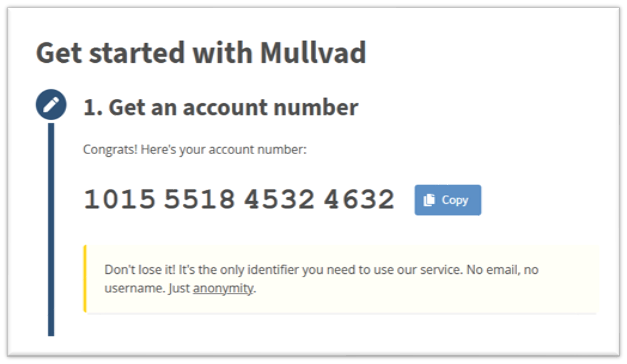 Get started with Mullvad
1. Get an account number
Congrats! Here's your account number:
1015 5518 4532 4632
Copy
Don't lose it! It's the only identifier you need to use our service. No email, no
username. Just anonymity.